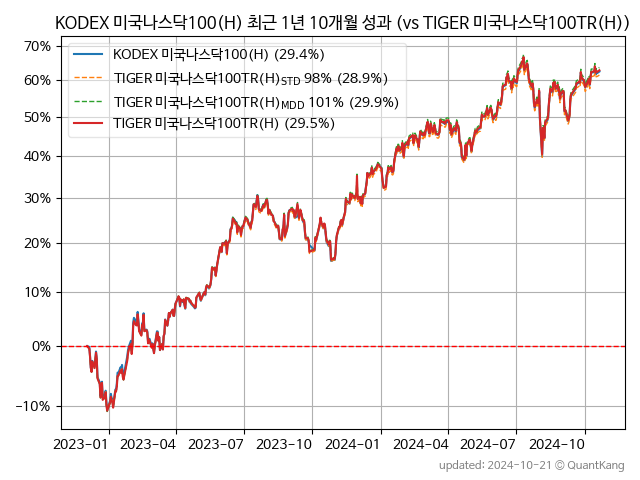 KODEX 미국나스닥100(H) 최근 1년 10개월 성과 (vs TIGER 미국나스닥100TR(H))
70%
60%
50%
40%
30%
20%
10%
0%
−10%
KODEX 미국나스닥100(H) (29.4%)
TIGER 미국나스닥100TR(H)STD 98% (28.9%)
TIGER 미국나스닥100TR(H)MDD 101% (29.9%)
TIGER 미국나스닥100TR(H) (29.5%)
2023-01 2023-04 2023-07 2023-10 2024-01 2024-04 2024-07 2024-10
updated: 2024-10-21 © QuantKang